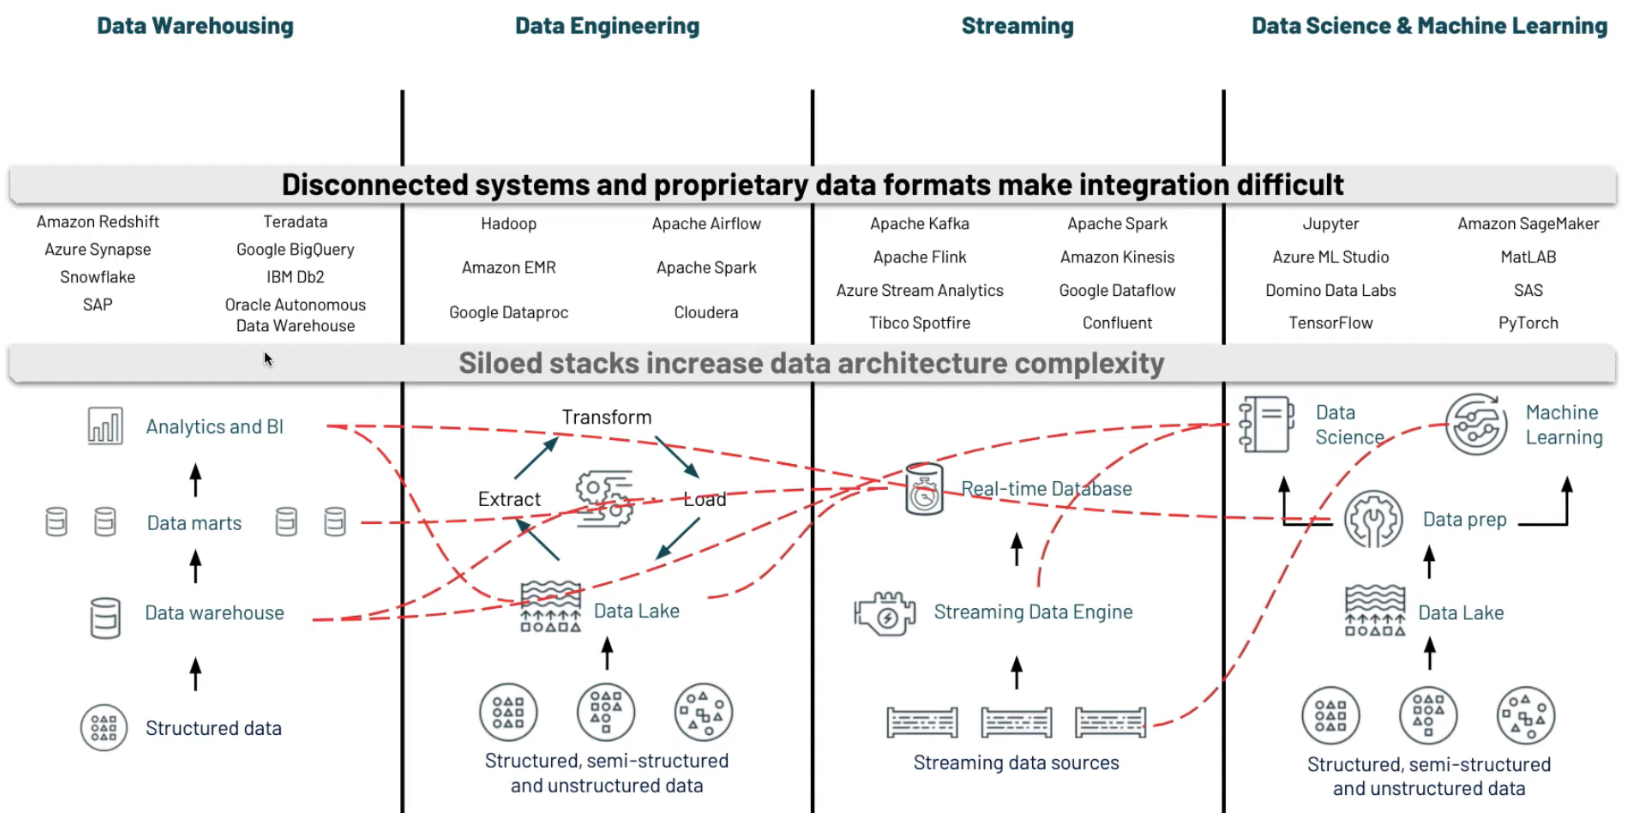 Data Warehousing
Data Engineering
Streaming
Data Science & Machine Learning
Disconnected systems and proprietary data formats make integration difficult
Amazon Redshift
Teradata
Azure Synapse
Google BigQuery
Snowflake
IBM Db2
SAP
Oracle Autonomous
Data Warehouse
Hadoop
Apache Airflow
Amazon EMR
Apache Spark
Google Dataproc
Cloudera
Apache Kafka
Apache Spark
Apache Flink
Amazon Kinesis
Azure Stream Analytics
Google Dataflow
Tibco Spotfire
Confluent
Jupyter
Amazon SageMaker
Azure ML Studio
MatLAB
Domino Data Labs
SAS
TensorFlow
PyTorch
Siloed stacks increase data architecture complexity
Analytics and BI
Data marts
Data warehouse
Structured data
Transform
Extract
Load
Data Lake
Structured, semi-structured
and unstructured data
Real-time Database
Streaming Data Engine
Streaming data sources
Data
Science
Machine
Learning
Data prep
Data Lake
Structured, semi-structured
and unstructured data